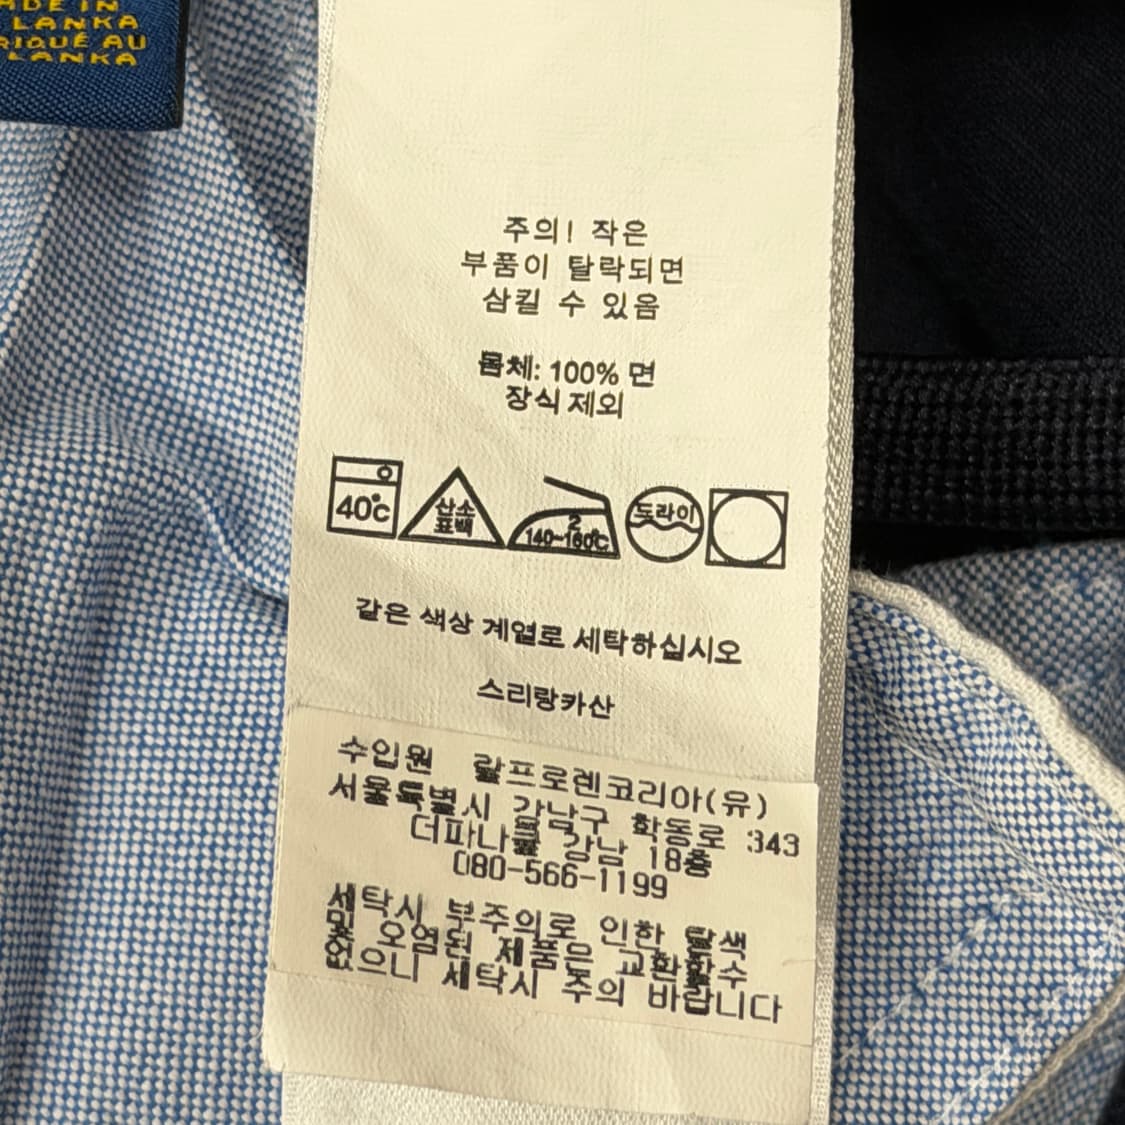 ADE IN
LANKA
RIQUÉ AU
LANKA
주의! 작은
부품이 탈락되면
삼킬 수 있음
몸체: 100% 면
장식 제외
40°c
산소
표백
2
140~160°C
드라이
같은 색상 계열로 세탁하십시오
스리랑카산
수입원 랄프로렌코리아(유)
서울특별시 강남구 학동로 343
더피나클 강남 18층
080-566-1199
세탁시 부주의로 인한 탈색
및 오염된 제품은 교환할수
없으니 세탁시 주의 바랍니다